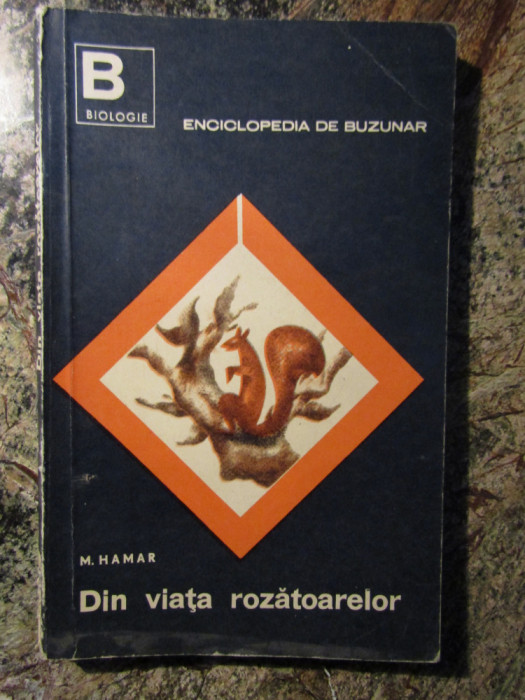 B
BIOLOGIE
ENCICLOPEDIA DE BUZUNAR
M. HAMAR
Din viaţa rozătoarelor